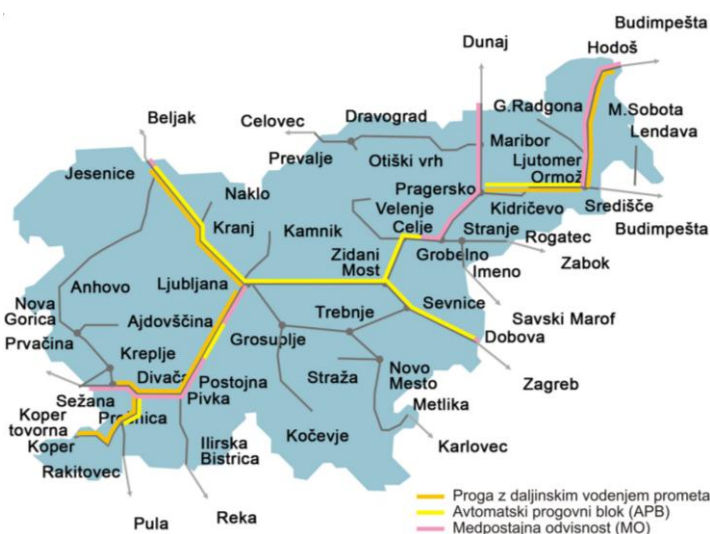 Budimpešta
Hodoš
Dunaj
G.Radgona
M.Sobota
Lendava
Beljak
Celovec
Dravograd
Maribor
Prevalje
Otiški vrh
Ljutomer
Jesenice
Ormož
Naklo
Pragersko
Središče
Velenje
Kidričevo
Kranj
Kamnik
Celje
Stranje
Budimpešta
Rogatec
Zidani
Most
Grobelno
Zabok
Imeno
Anhovo
Ljubljana
Sevnice
Nova
Gorica
Ajdovščina
Trebnje
Savski Marof
Grosuplje
Dobova
Prvačina
Kreplje
Novo
Mesto
Divača
Postojna
Straža
Zagreb
Sežana
Pivka
Metlika
Koper
tovorna
Prešnica
Koper
Kočevje
Ilirska
Bistrica
Karlovec
Rakitovec
Pula
Reka
Proga z daljinskim vodenjem prometa
Avtomatski progovni blok (APB)
Medpostajna odvisnost (MO)